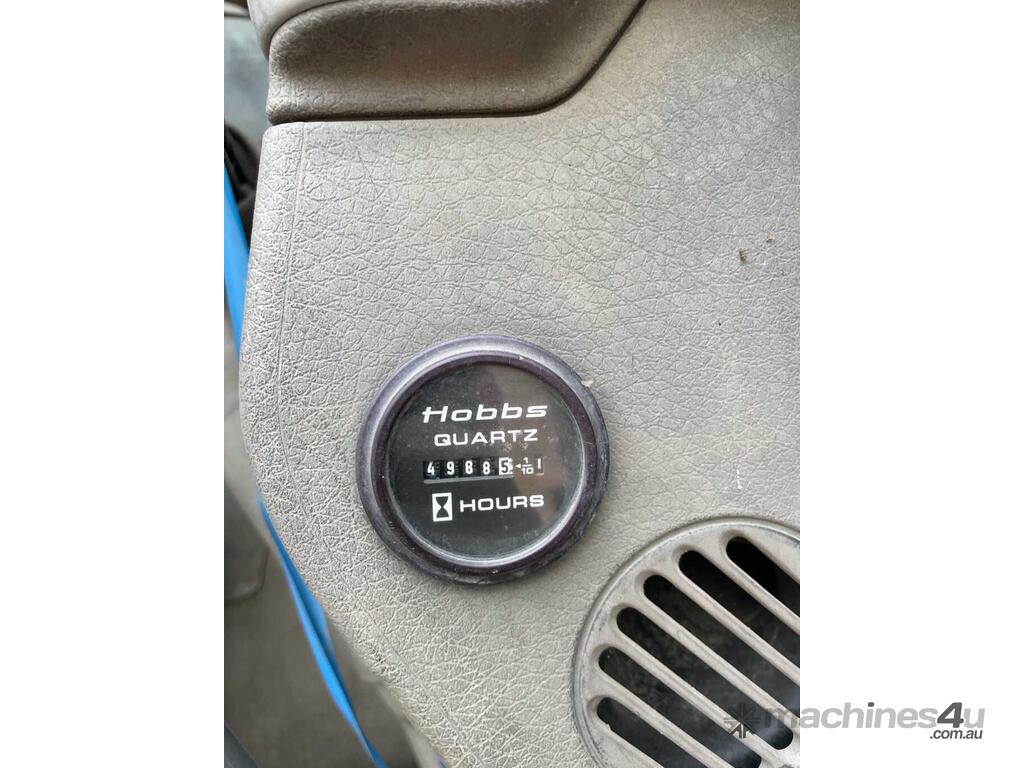 Hobbs
QUARTZ
49885 1/10
HOURS
machines4u
.com.au